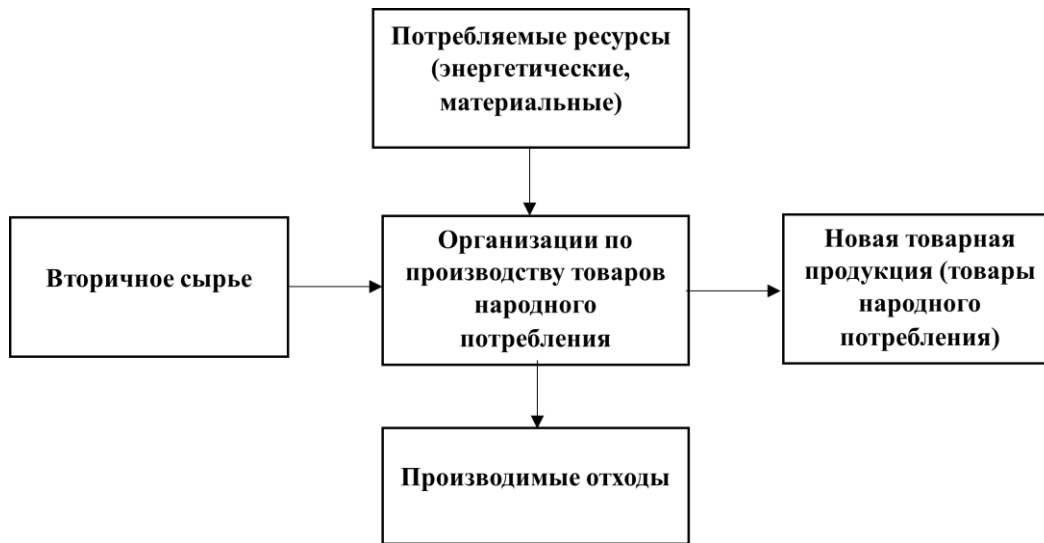 Потребляемые ресурсы
(энергетические,
материальные)
Вторичное сырье
Организации по
производству товаров
народного
потребления
Новая товарная
продукция (товары
народного
потребления)
Производимые отходы